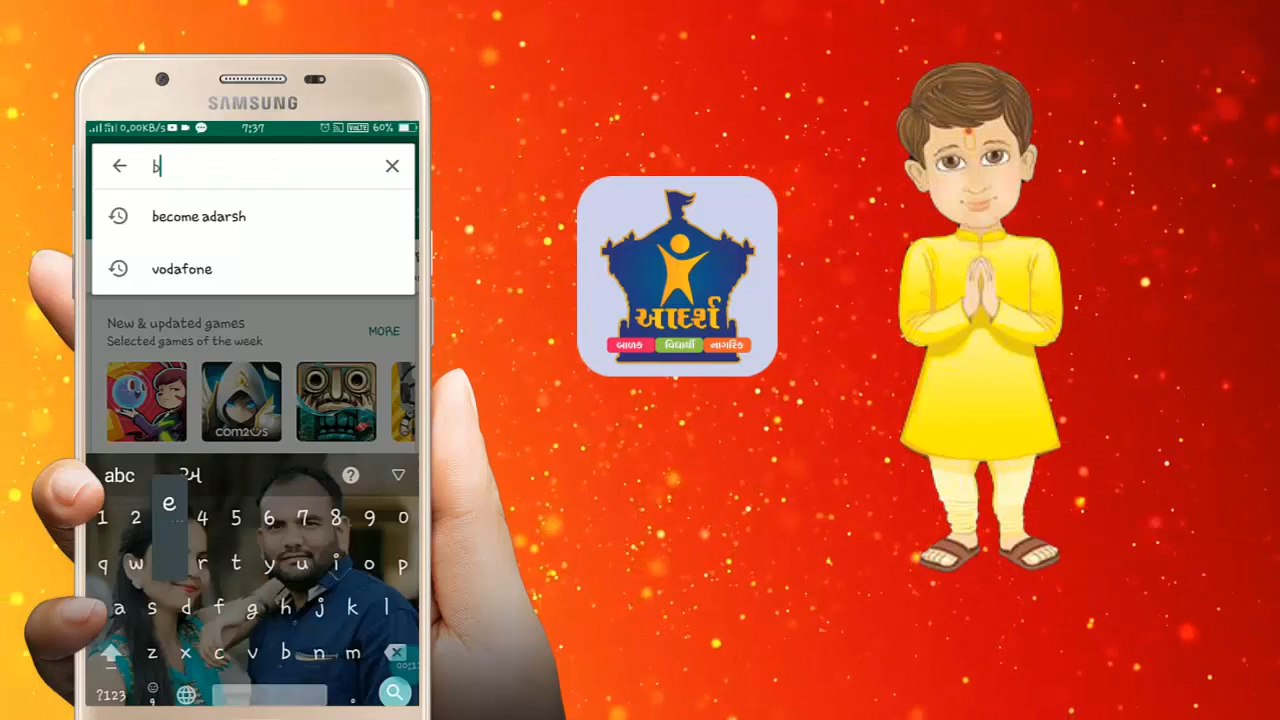 SAMSUNG
0.00KB/s 7:37 VoLTE 60%
b
become adarsh
vodafone
New & updated games
Selected games of the week
MORE
com2us
abc અ ?
e
1 2 4 5 6 7 8 9 0
q w r t y u i o p
a s d f g h j k l
z x c v b n m
?123
આદર્શ
બાળક વિદ્યાર્થી નાગરિક